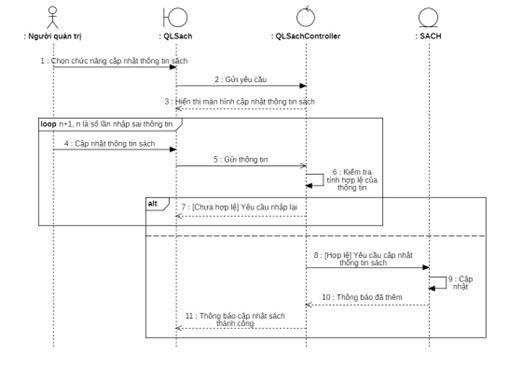 : Người quản trị
: QLSach
: QLSachController
: SACH
1 : Chọn chức năng cập nhật thông tin sách
2 : Gửi yêu cầu
3 : Hiển thị màn hình cập nhật thông tin sách
loop n+1, n là số lần nhập sai thông tin
4 : Cập nhật thông tin sách
5 : Gửi thông tin
6 : Kiểm tra
tính hợp lệ của
thông tin
alt
7 : [Chưa hợp lệ] Yêu cầu nhập lại
8 : [Hợp lệ] Yêu cầu cập nhật
thông tin sách
9 : Cập
nhật
10 : Thông báo đã thêm
11 : Thông báo cập nhật sách
thành công